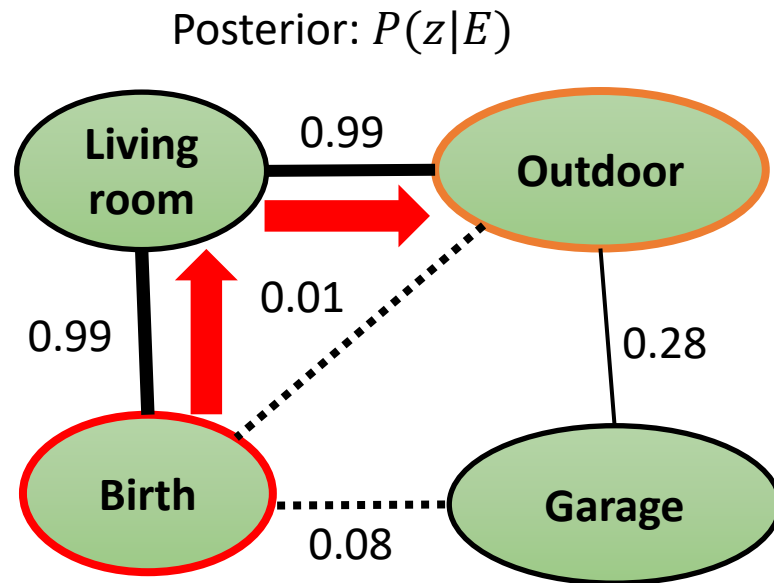 Posterior: P(z|E)
Living
room
0.99
Outdoor
0.99
0.01
0.28
Birth
0.08
Garage